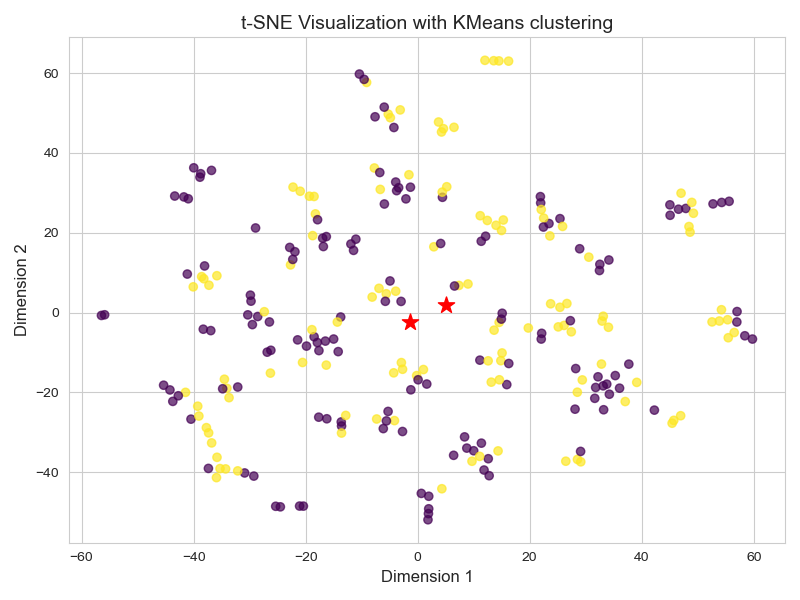 t-SNE Visualization with KMeans clustering
Dimension 2
60
40
20
0
−20
−40
−60 −40 −20 0 20 40 60
Dimension 1